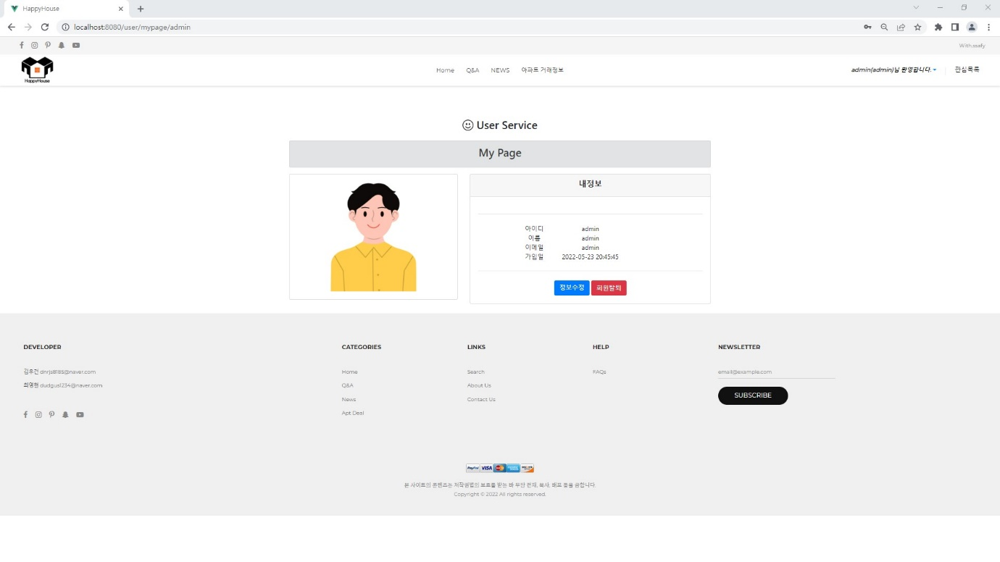 HappyHouse
localhost:8080/user/mypage/admin
With.ssafy
HappyHouse
Home Q&A NEWS 아파트 거래정보
admin(admin)님 환영합니다.
관심목록
User Service
My Page
내정보
아이디 admin
이름 admin
이메일 admin
가입일 2022-05-23 20:45:45
정보수정 회원탈퇴
DEVELOPER
김우건 dnrjs8185@naver.com
최영현 dudgus1234@naver.com
CATEGORIES
Home
Q&A
News
Apt Deal
LINKS
Search
About Us
Contact Us
HELP
FAQs
NEWSLETTER
email@example.com
SUBSCRIBE
PayPal VISA
본 사이트의 콘텐츠는 저작권법의 보호를 받는 바 무단 전재, 복사, 배포 등을 금합니다.
Copyright © 2022 All rights reserved.